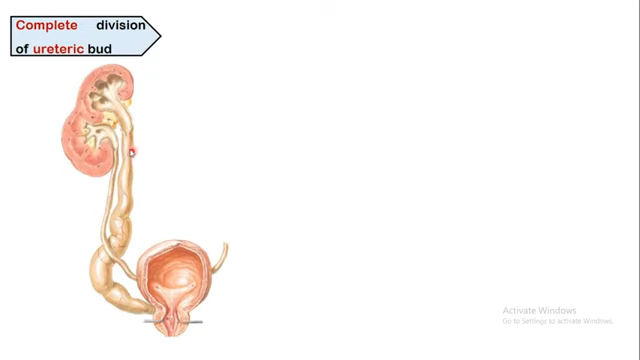 Complete division
of ureteric bud
Activate Windows
Go to Settings to activate Windows.